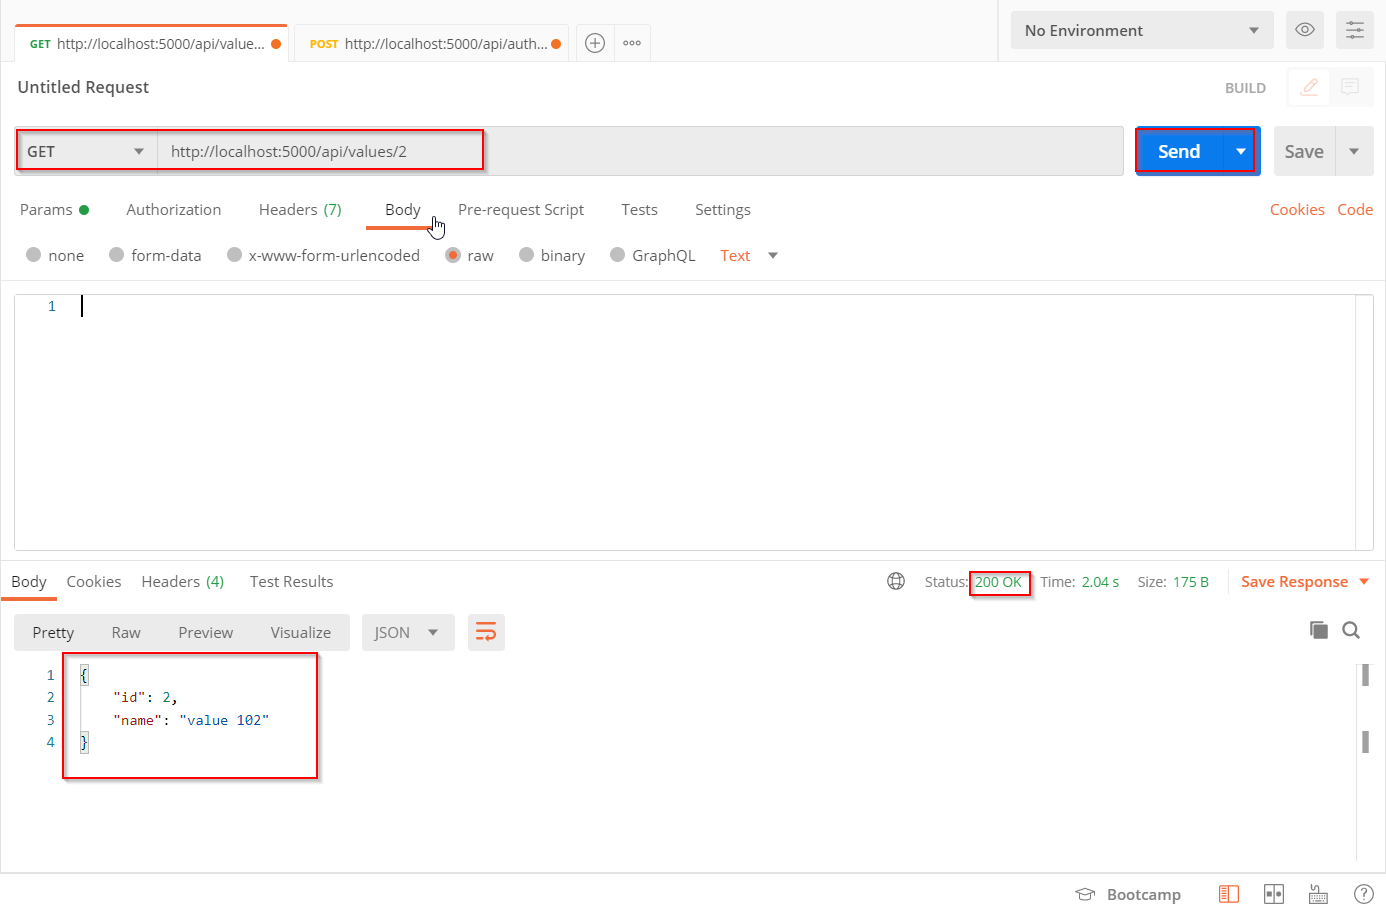 GET http://localhost:5000/api/value... POST http://localhost:5000/api/auth... No Environment
Untitled Request BUILD
GET http://localhost:5000/api/values/2 Send Save
Params Authorization Headers (7) Body Pre-request Script Tests Settings Cookies Code
none form-data x-www-form-urlencoded raw binary GraphQL Text
1
Body Cookies Headers (4) Test Results Status: 200 OK Time: 2.04 s Size: 175 B Save Response
Pretty Raw Preview Visualize JSON
1 {
2 "id": 2,
3 "name": "value 102"
4 }
Bootcamp